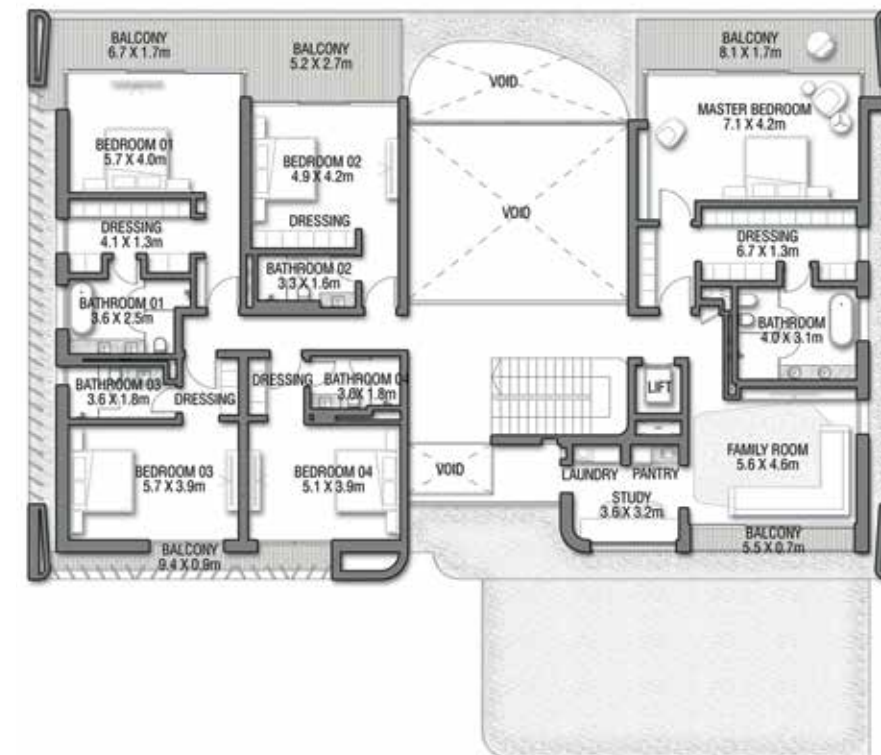 BALCONY
6.7 X 1.7m
BALCONY
5.2 X 2.7m
VOID
BALCONY
8.1 X 1.7m
MASTER BEDROOM
7.1 X 4.2m
BEDROOM 01
5.7 X 4.0m
BEDROOM 02
4.9 X 4.2m
VOID
DRESSING
DRESSING
4.1 X 1.3m
DRESSING
6.7 X 1.3m
BATHROOM 02
3.3 X 1.6m
BATHROOM 01
3.6 X 2.5m
BATHROOM
4.0 X 3.1m
BATHROOM 03
3.6 X 1.8m
DRESSING
DRESSING
BATHROOM 04
3.6X 1.8m
LIFT
BEDROOM 03
5.7 X 3.9m
BEDROOM 04
5.1 X 3.9m
VOID
LAUNDRY
PANTRY
FAMILY ROOM
5.6 X 4.6m
STUDY
3.6 X 3.2m
BALCONY
9.4 X 0.9m
BALCONY
5.5 X 0.7m